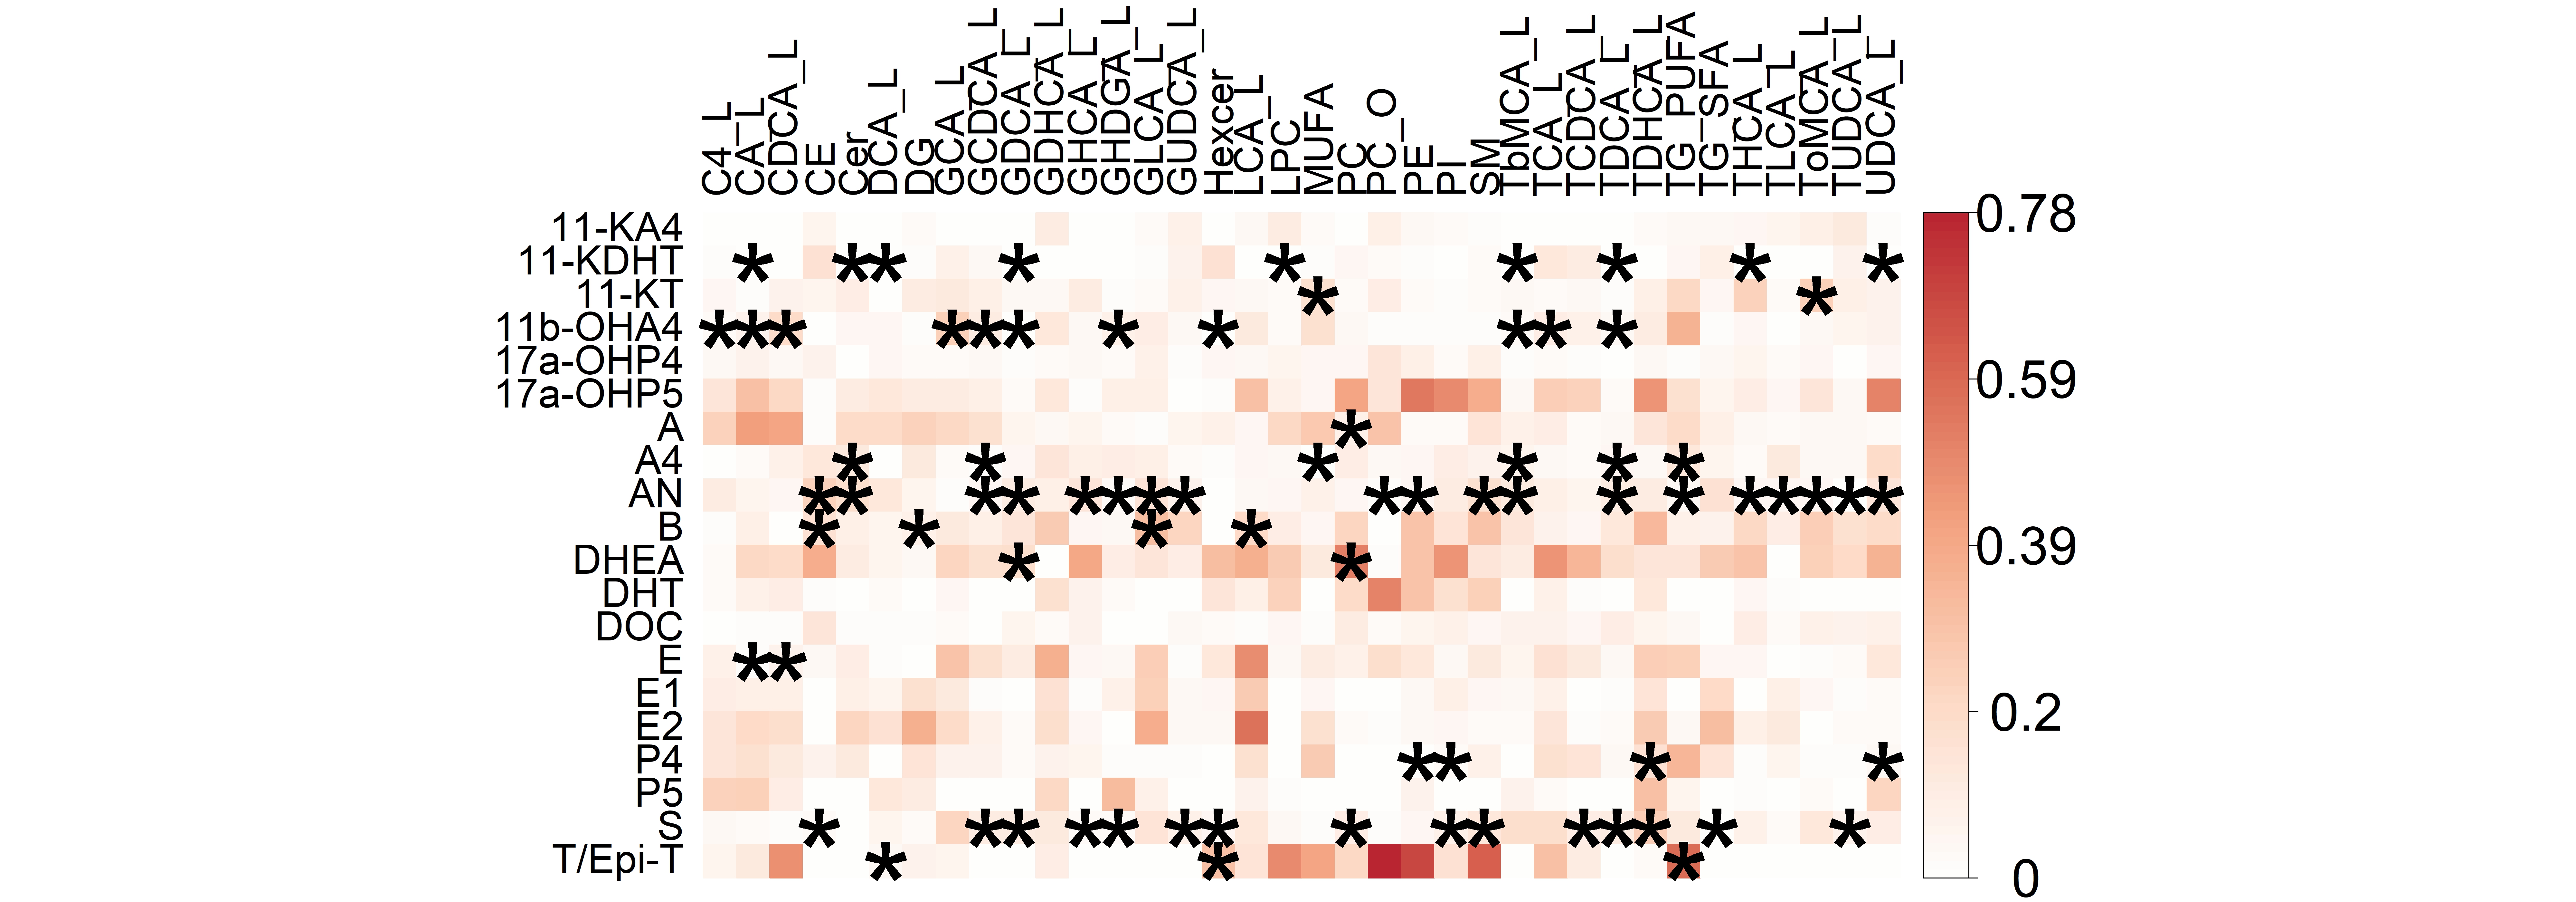 C4_L
CA_L
CDCA_L
CE
Cer
DCA_L
DG
GCA_L
GCDCA_L
GDCA_L
GDHCA_L
GHCA_L
GHDGA_L
GLCA_L
GUDCA_L
Hexcer
LCA_L
LPC
MUFA
PC
PC_O
PE
PI
SM
TbMCA_L
TCA_L
TCDCA_L
TDCA_L
TDHCA_L
TG_PUFA
TG_SFA
THCA_L
TLCA_L
ToMCA_L
TUDCA_L
UDCA_L
11-KA4
11-KDHT
11-KT
11b-OHA4
17a-OHP4
17a-OHP5
A
A4
AN
B
DHEA
DHT
DOC
E
E1
E2
P4
P5
S
T/Epi-T
0.78
0.59
0.39
0.2
0